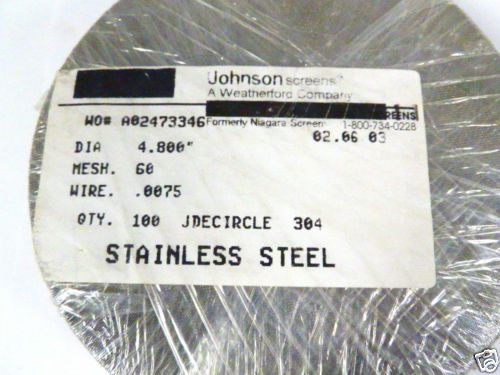 Johnson screens
A Weatherford Company
WO# A02473346 Formerly Niagara Screen
1-800-734-0228
02.06 03
DIA 4.800"
MESH. 60
WIRE. .0075
QTY. 100 JDECIRCLE 304
STAINLESS STEEL